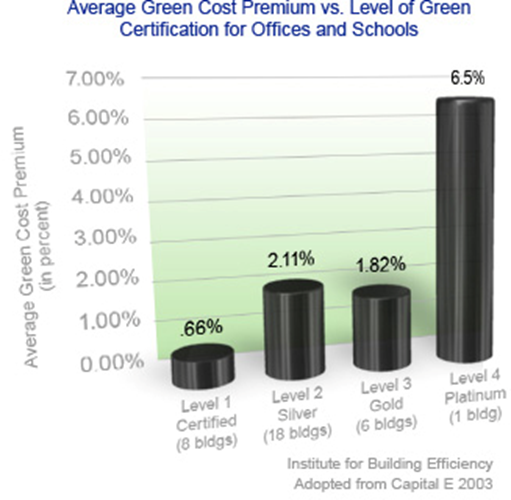 Average Green Cost Premium vs. Level of Green
Certification for Offices and Schools
Average Green Cost Premium
(in percent)
7.00%
6.00%
5.00%
4.00%
3.00%
2.00%
1.00%
0.00%
.66%
2.11%
1.82%
6.5%
Level 1
Certified
(8 bldgs)
Level 2
Silver
(18 bldgs)
Level 3
Gold
(6 bldgs)
Level 4
Platinum
(1 bldg)
Institute for Building Efficiency
Adopted from Capital E 2003